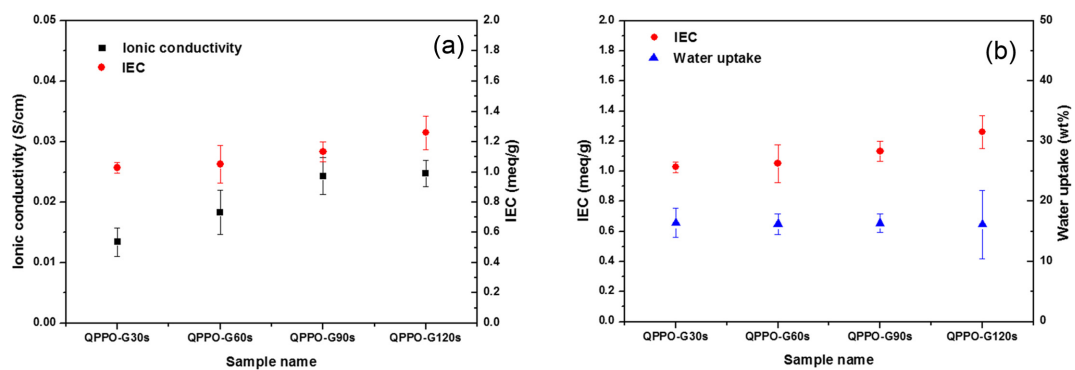 0.05
0.04
0.03
0.02
0.01
0.00
Ionic conductivity (S/cm)
Ionic conductivity
IEC
(a)
2.0
1.8
1.6
1.4
1.2
1.0
0.8
0.6
0.4
0.2
0.0
IEC (meq/g)
QPPO-G30s QPPO-G60s QPPO-G90s QPPO-G120s
Sample name
2.0
1.8
1.6
1.4
1.2
1.0
0.8
0.6
0.4
0.2
0.0
IEC (meq/g)
IEC
Water uptake
(b)
50
40
30
20
10
0
Water uptake (wt%)
QPPO-G30s QPPO-G60s QPPO-G90s QPPO-G120s
Sample name